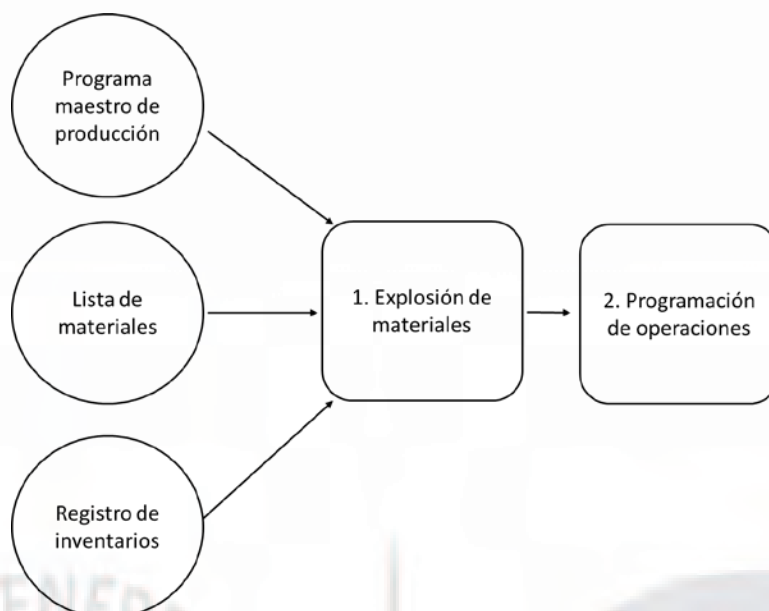 Programa
maestro de
producción
Lista de
materiales
Registro de
inventarios
1. Explosión de
materiales
2. Programación
de operaciones